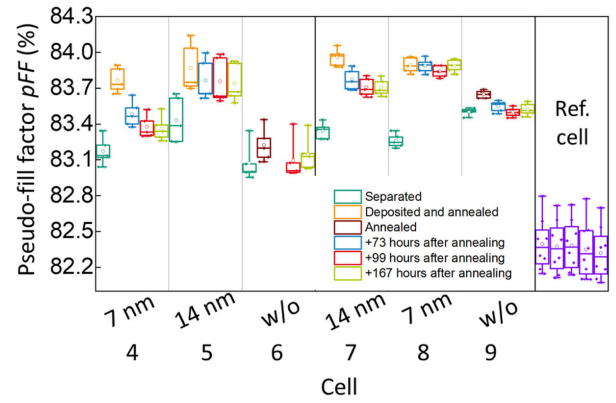 Pseudo-fill factor pFF (%)
84.3
84.0
83.7
83.4
83.1
82.8
82.5
82.2
Ref.
cell
Separated
Deposited and annealed
Annealed
+73 hours after annealing
+99 hours after annealing
+167 hours after annealing
7 nm 14 nm w/o 14 nm 7 nm w/o
4 5 6 7 8 9
Cell